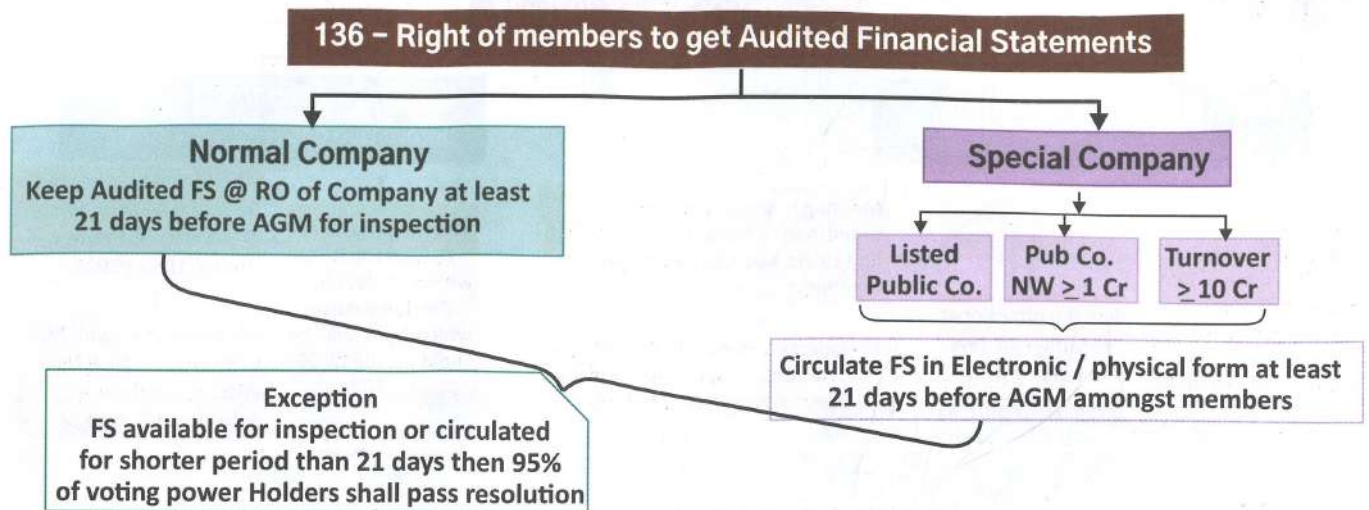 136 – Right of members to get Audited Financial Statements
Normal Company
Keep Audited FS @ RO of Company at least
21 days before AGM for inspection
Special Company
Listed
Public Co.
Pub Co.
NW ≥ 1 Cr
Turnover
≥ 10 Cr
Circulate FS in Electronic / physical form at least
21 days before AGM amongst members
Exception
FS available for inspection or circulated
for shorter period than 21 days then 95%
of voting power Holders shall pass resolution